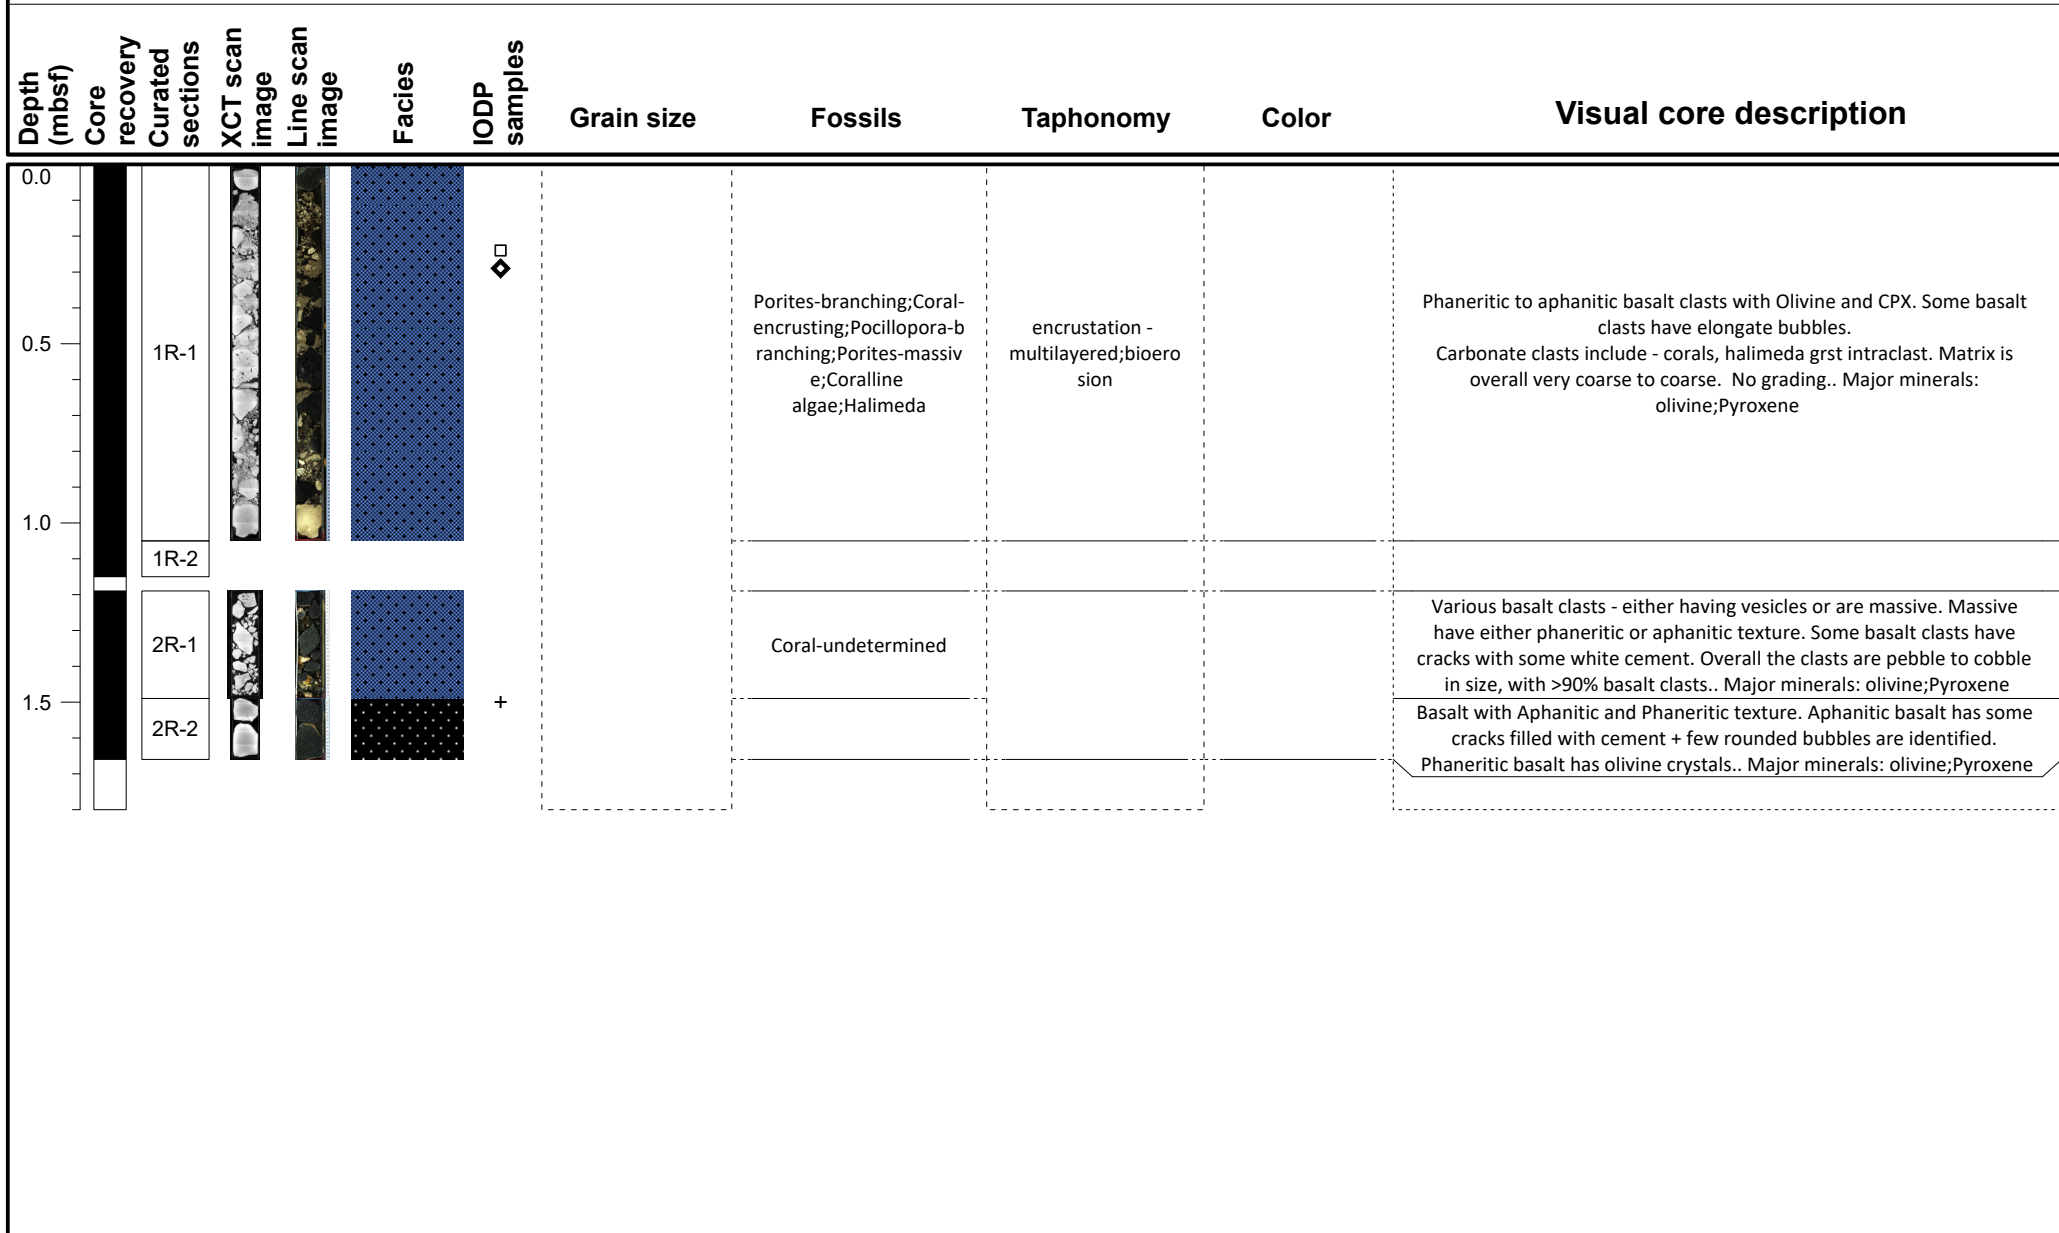 Depth
(mbsf)
Core
recovery
Curated
sections
XCT scan
image
Line scan
image
Facies
IODP
samples
Grain size
Fossils
Taphonomy
Color
Visual core description
0.0
0.5
1.0
1.5
1R-1
Porites-branching;Coral-
encrusting;Pocillopora-b
ranching;Porites-massiv
e;Coralline
algae;Halimeda
encrustation -
multilayered;bioero
sion
Phaneritic to aphanitic basalt clasts with Olivine and CPX. Some basalt
clasts have elongate bubbles.
Carbonate clasts include - corals, halimeda grst intraclast. Matrix is
overall very coarse to coarse.  No grading.. Major minerals:
olivine;Pyroxene
1R-2
2R-1
Coral-undetermined
Various basalt clasts - either having vesicles or are massive. Massive
have either phaneritic or aphanitic texture. Some basalt clasts have
cracks with some white cement. Overall the clasts are pebble to cobble
in size, with >90% basalt clasts.. Major minerals: olivine;Pyroxene
2R-2
+
Basalt with Aphanitic and Phaneritic texture. Aphanitic basalt has some
cracks filled with cement + few rounded bubbles are identified.
Phaneritic basalt has olivine crystals.. Major minerals: olivine;Pyroxene